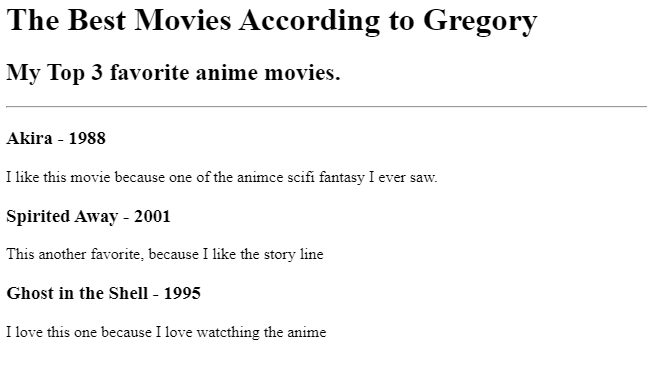 The Best Movies According to Gregory
My Top 3 favorite anime movies.
Akira - 1988
I like this movie because one of the animce scifi fantasy I ever saw.
Spirited Away - 2001
This another favorite, because I like the story line
Ghost in the Shell - 1995
I love this one because I love watcthing the anime